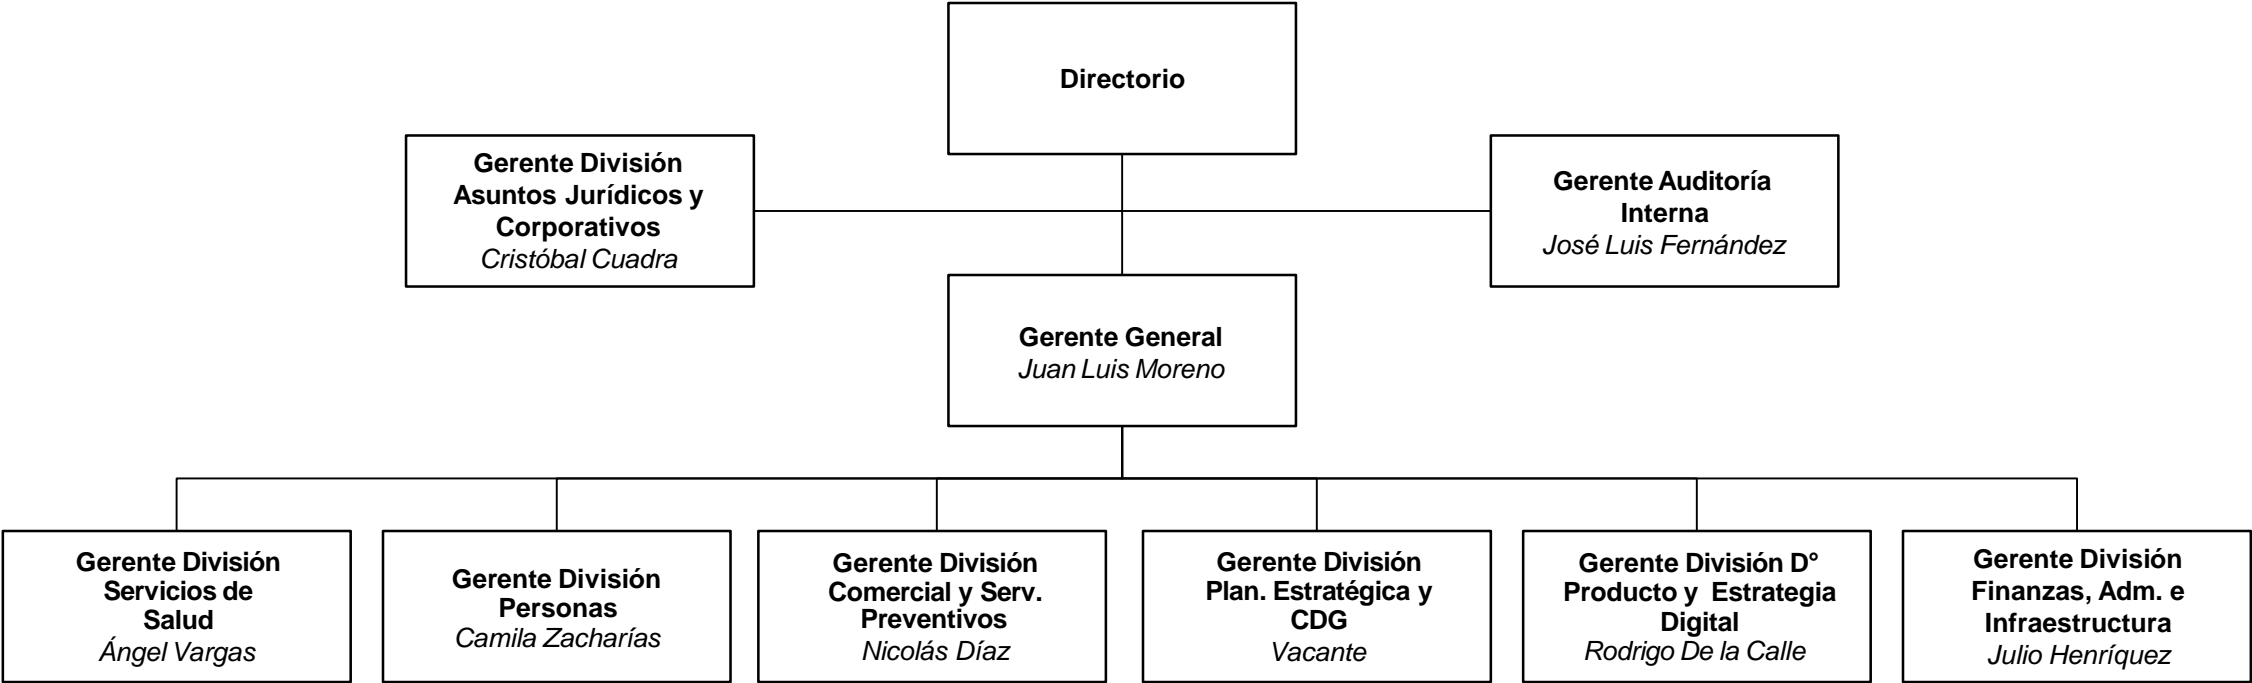 Directorio
Gerente División
Asuntos Jurídicos y
Corporativos
Cristóbal Cuadra
Gerente Auditoría
Interna
José Luis Fernández
Gerente General
Juan Luis Moreno
Gerente División
Servicios de
Salud
Ángel Vargas
Gerente División
Personas
Camila Zacharías
Gerente División
Comercial y Serv.
Preventivos
Nicolás Díaz
Gerente División
Plan. Estratégica y
CDG
Vacante
Gerente División D°
Producto y Estrategia
Digital
Rodrigo De la Calle
Gerente División
Finanzas, Adm. e
Infraestructura
Julio Henríquez